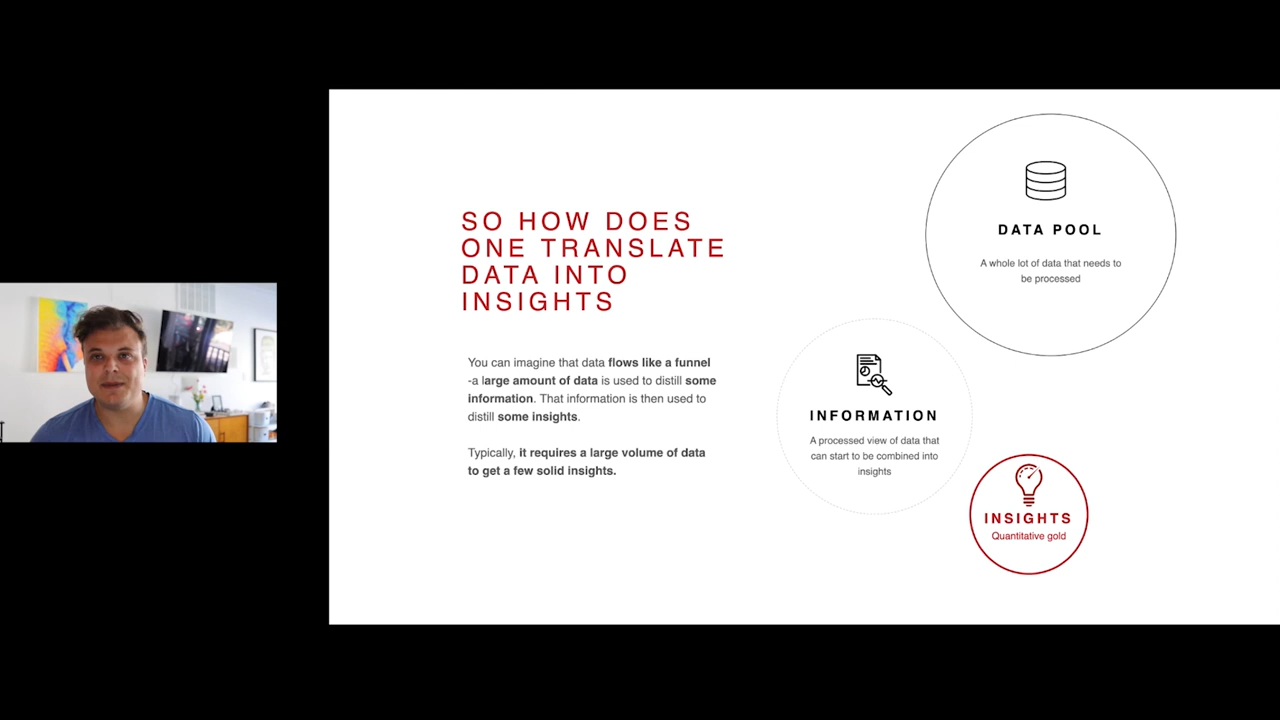 SO HOW DOES
ONE TRANSLATE
DATA INTO
INSIGHTS
You can imagine that data flows like a funnel
-a large amount of data is used to distill some
information. That information is then used to
distill some insights.
Typically, it requires a large volume of data
to get a few solid insights.
DATA POOL
A whole lot of data that needs to
be processed
INFORMATION
A processed view of data that
can start to be combined into
insights
INSIGHTS
Quantitative gold